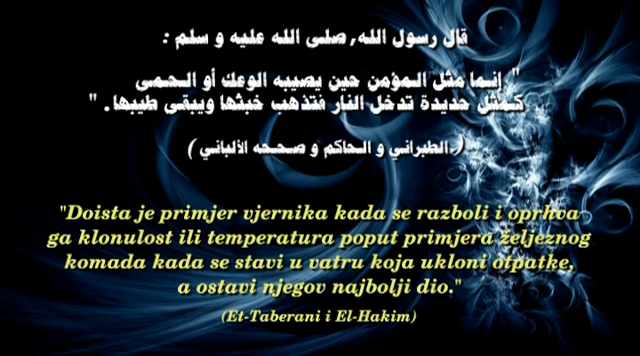 قال رسول الله, صلى الله عليه و سلم :
" إنما مثل المؤمن حين يصيبه الوعك أو الحمى
كمثل حديدة تدخل النار فتذهب خبثها ويبقى طيبها. "
( الطبراني و الحاكم و صححه الألباني )
"Doista je primjer vjernika kada se razboli i oprhva
ga klonulost ili temperatura poput primjera željeznog
komada kada se stavi u vatru koja ukloni otpatke,
a ostavi njegov najbolji dio."
(Et-Taberani i El-Hakim)